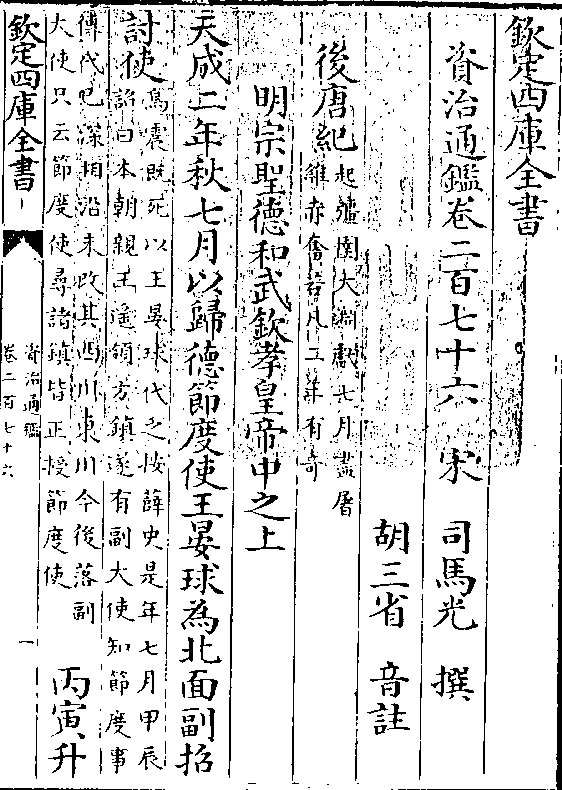 欽定四庫全書
資治通鑑卷二百七十六　宋　司馬光　撰
胡三省　音註
後唐紀起彊圉大淵獻七月盡屠
維赤奮若凡二年有奇
明宗聖德和武欽孝皇帝中之上
天成二年秋七月以歸德節度使王晏球為北面副招
討使烏震既死以王晏球代之按薛史是年七月甲辰
詔曰本朝親王遙領方鎮遂有副大使知節度事
傳代已深相沿未改其西川東川今後落副
大使只云節度使尋諸鎮皆正授節度使
丙寅升
欽定四庫全書
資治通鑑
卷二百七十六
一